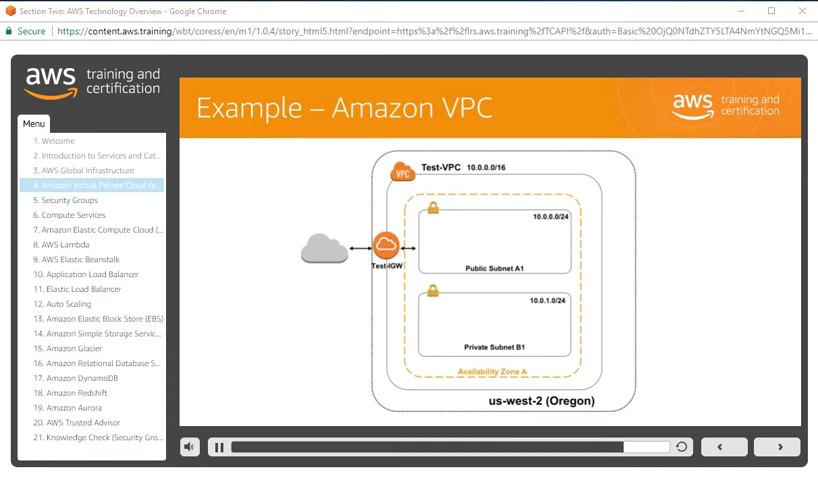 Section Two: AWS Technology Overview - Google Chrome
Secure | https://content.aws.training/wbt/coress/en/m1/1.0.4/story_html5.html?endpoint=https%3a%2f%2flrs.aws.training%2fTCAPI%2f&auth=Basic%20OjQ0NTdhZTY5LTA4NmYtNGQ5Mi1...
aws training and certification
Menu
1. Welcome
2. Introduction to Services and Cat...
3. AWS Global Infrastructure
4. Amazon Virtual Private Cloud (V...
5. Security Groups
6. Compute Services
7. Amazon Elastic Compute Cloud (...
8. AWS Lambda
9. AWS Elastic Beanstalk
10. Application Load Balancer
11. Elastic Load Balancer
12. Auto Scaling
13. Amazon Elastic Block Store (EBS)
14. Amazon Simple Storage Servic...
15. Amazon Glacier
16. Amazon Relational Database S...
17. Amazon DynamoDB
18. Amazon Redshift
19. Amazon Aurora
20. AWS Trusted Advisor
21. Knowledge Check (Security Gro...
Example – Amazon VPC
aws training and certification
VPC
Test-VPC 10.0.0.0/16
10.0.0.0/24
Test-IGW
Public Subnet A1
10.0.1.0/24
Private Subnet B1
Availability Zone A
us-west-2 (Oregon)